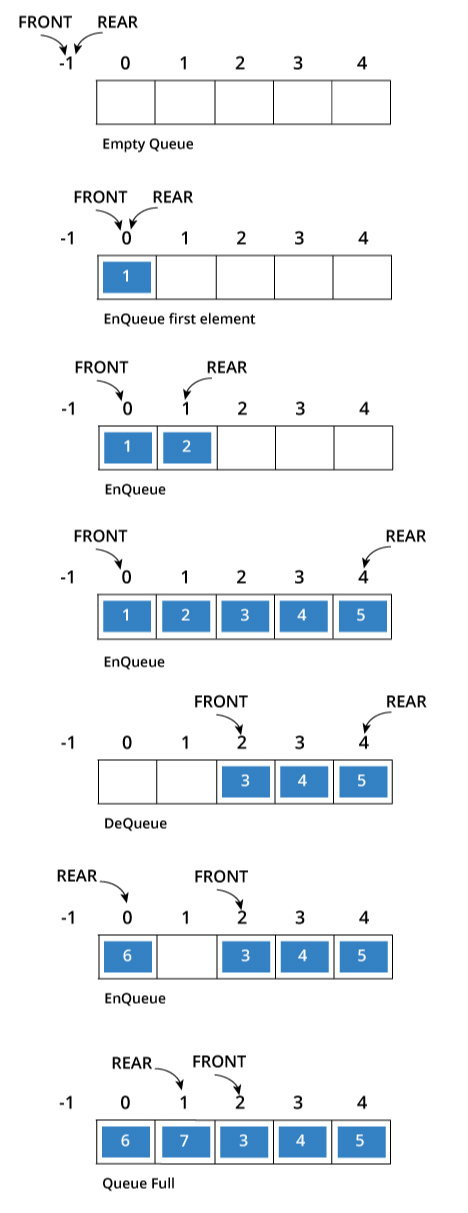 FRONT REAR
-1 0 1 2 3 4
Empty Queue
FRONT REAR
-1 0 1 2 3 4
1
EnQueue first element
FRONT REAR
-1 0 1 2 3 4
1 2
EnQueue
FRONT REAR
-1 0 1 2 3 4
1 2 3 4 5
EnQueue
FRONT REAR
-1 0 1 2 3 4
3 4 5
DeQueue
REAR FRONT
-1 0 1 2 3 4
6 3 4 5
EnQueue
REAR FRONT
-1 0 1 2 3 4
6 7 3 4 5
Queue Full